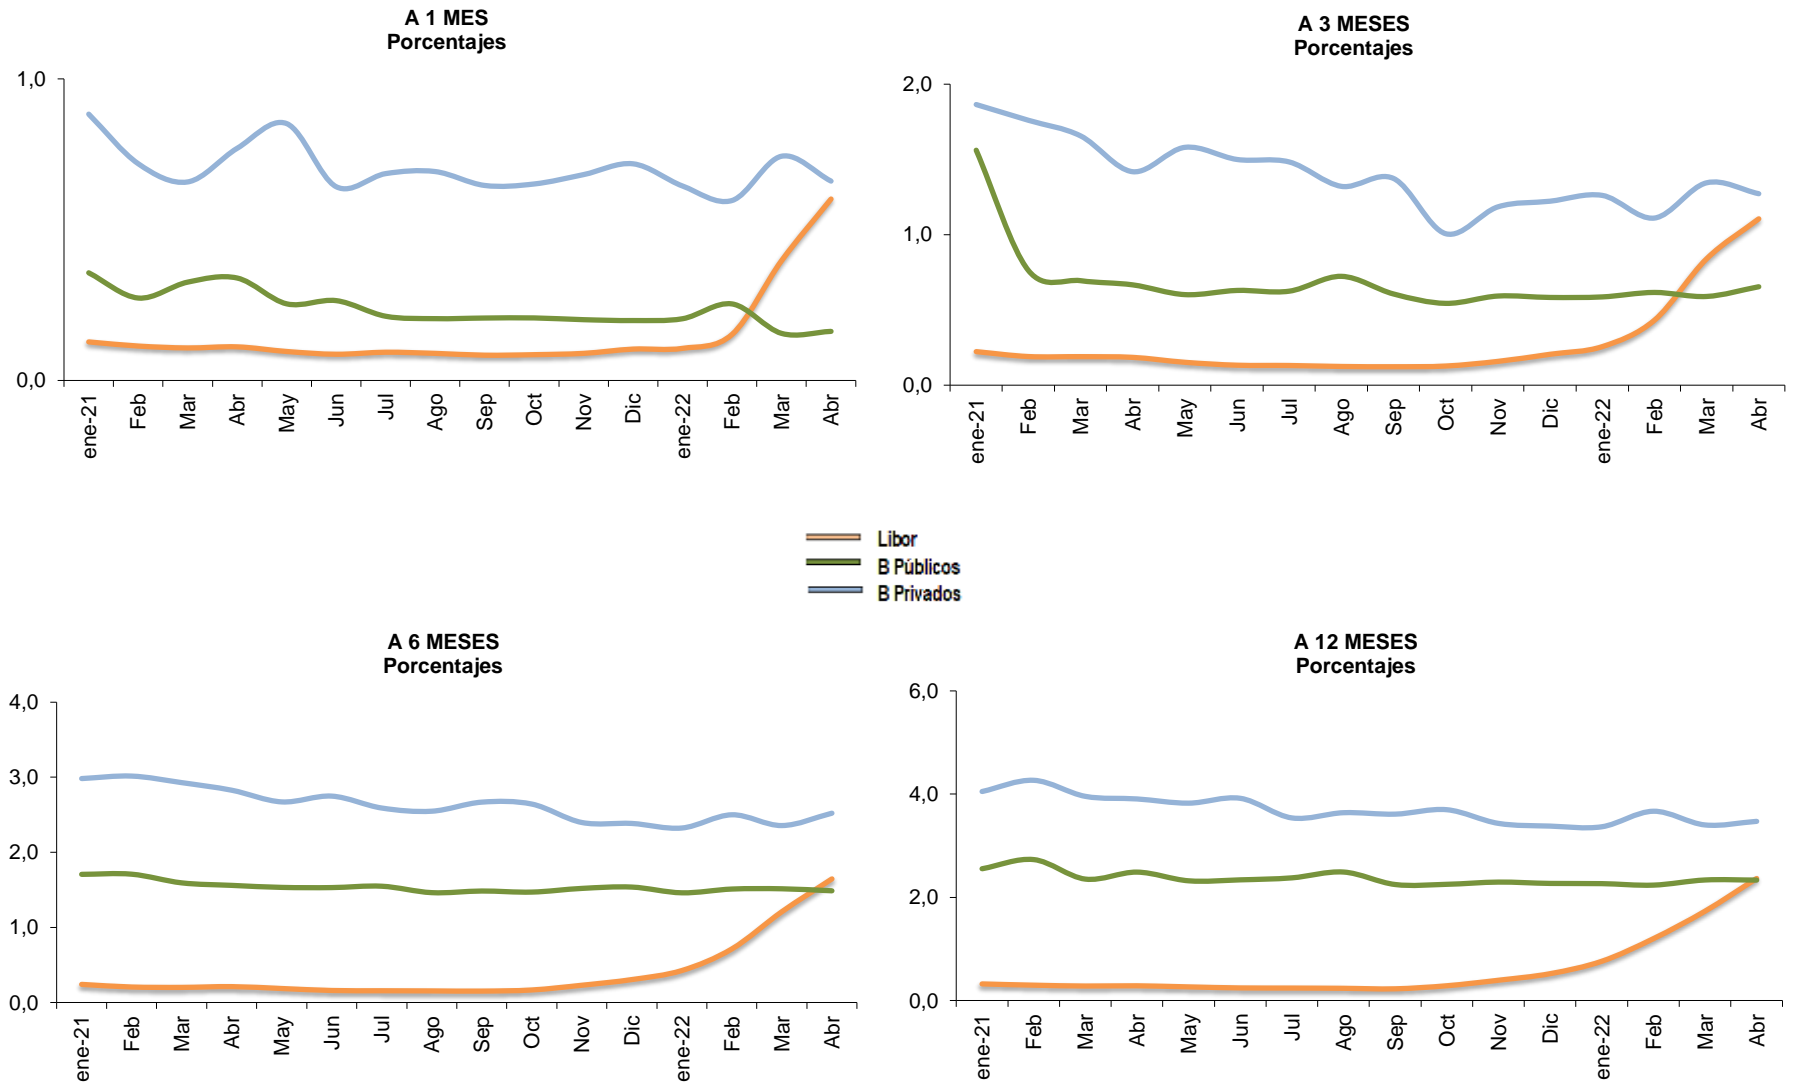 A 1 MES
Porcentajes
1,0
0,0
ene-21
Feb
Mar
Abr
May
Jun
Jul
Ago
Sep
Oct
Nov
Dic
ene-22
Feb
Mar
Abr
A 3 MESES
Porcentajes
2,0
1,0
0,0
ene-21
Feb
Mar
Abr
May
Jun
Jul
Ago
Sep
Oct
Nov
Dic
ene-22
Feb
Mar
Abr
Libor
B Públicos
B Privados
A 6 MESES
Porcentajes
4,0
3,0
2,0
1,0
0,0
ene-21
Feb
Mar
Abr
May
Jun
Jul
Ago
Sep
Oct
Nov
Dic
ene-22
Feb
Mar
Abr
A 12 MESES
Porcentajes
6,0
4,0
2,0
0,0
ene-21
Feb
Mar
Abr
May
Jun
Jul
Ago
Sep
Oct
Nov
Dic
ene-22
Feb
Mar
Abr